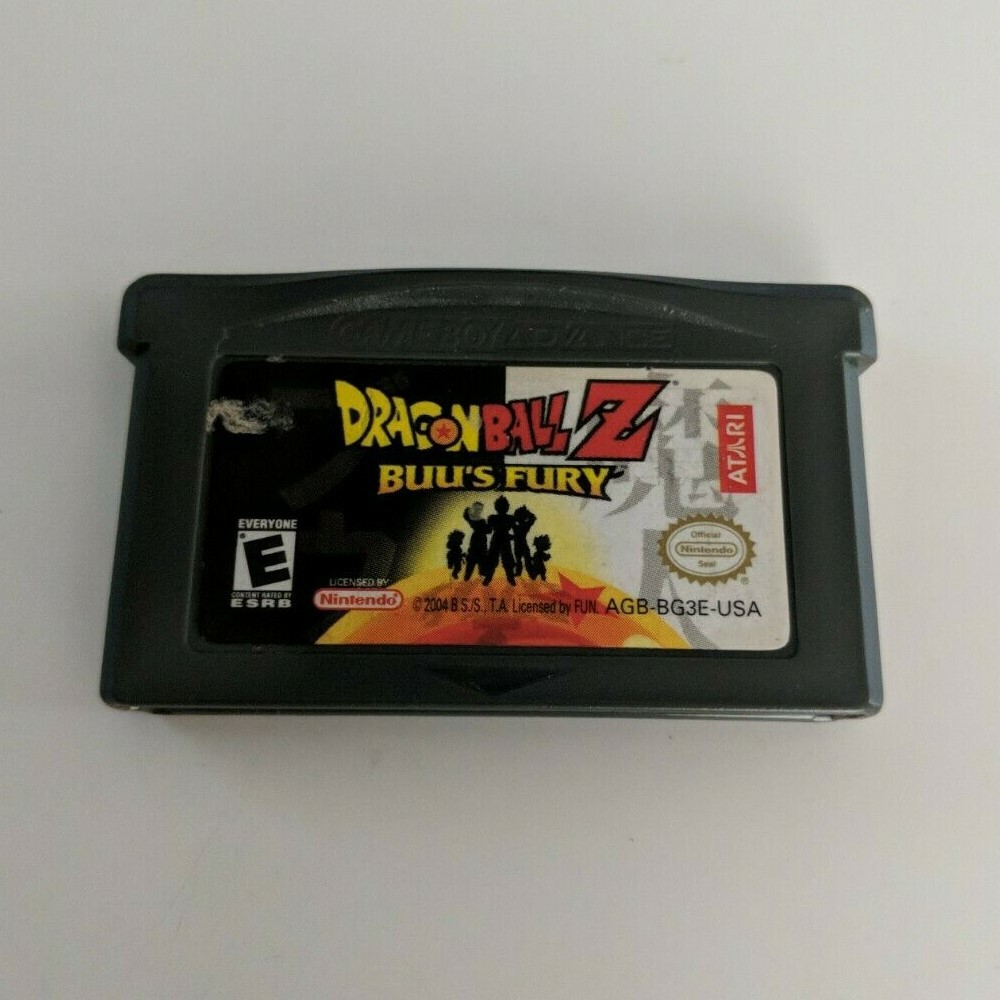 GAME BOY ADVANCE
DRAGON BALL Z
BUU'S FURY
ATARI
EVERYONE
E
CONTENT RATED BY
ESRB
LICENSED BY
Nintendo
Official
Nintendo
Seal
© 2004 B.S./S., T.A. Licensed by FUN. AGB-BG3E-USA